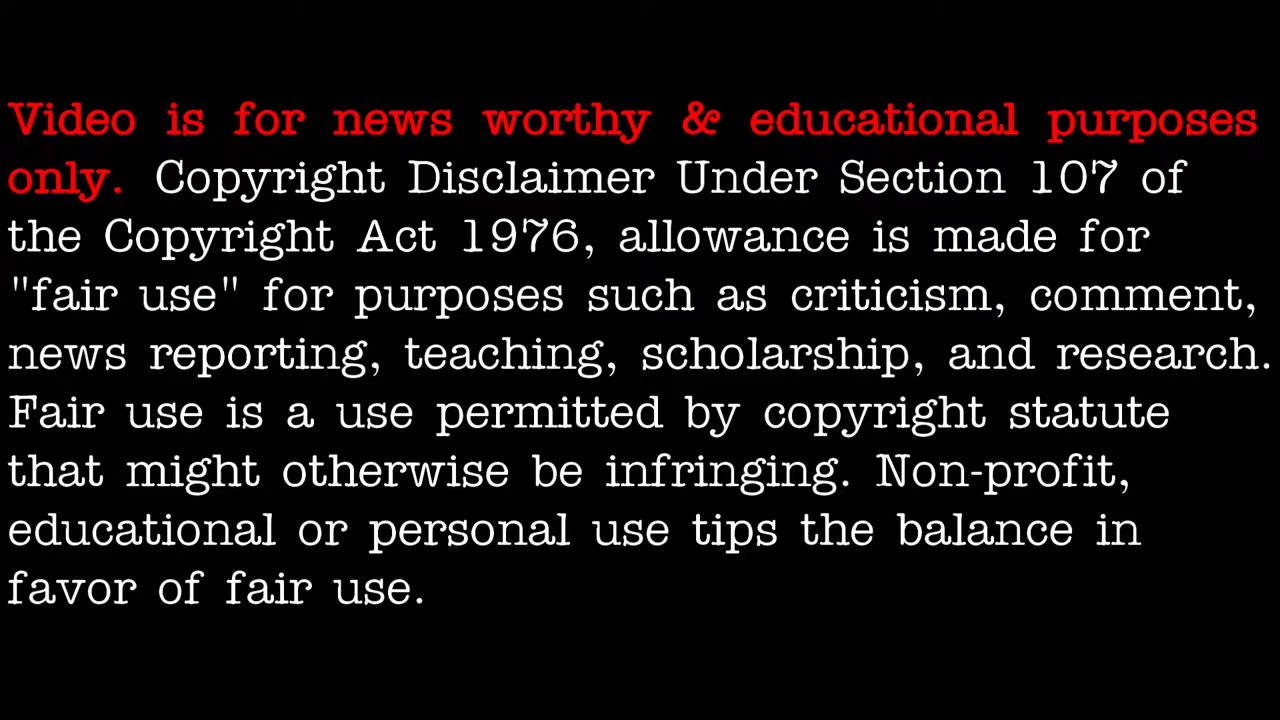 Video is for news worthy & educational purposes
only. Copyright Disclaimer Under Section 107 of
the Copyright Act 1976, allowance is made for
"fair use" for purposes such as criticism, comment,
news reporting, teaching, scholarship, and research.
Fair use is a use permitted by copyright statute
that might otherwise be infringing. Non-profit,
educational or personal use tips the balance in
favor of fair use.